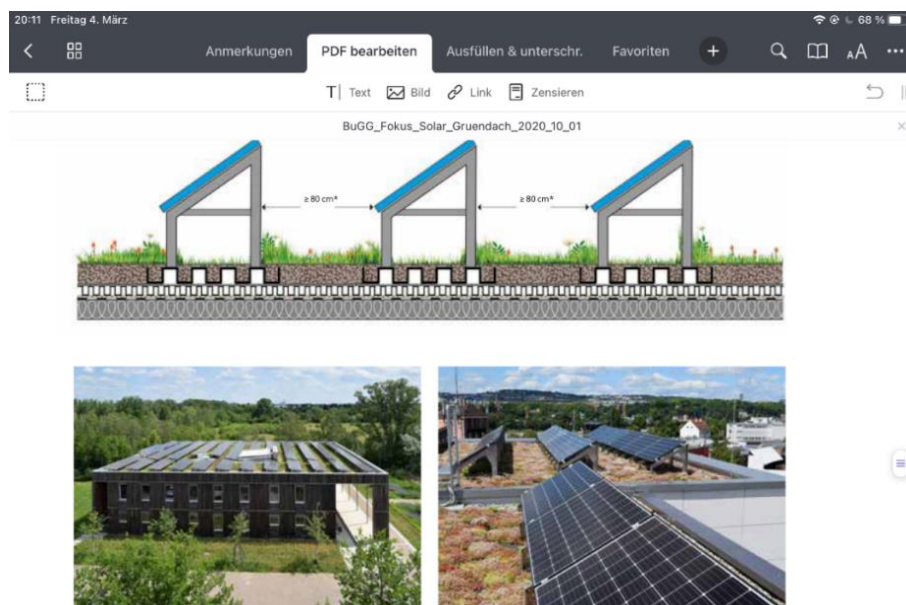 20:11 Freitag 4. März 68 %
Anmerkungen PDF bearbeiten Ausfüllen & unterschr. Favoriten + AA
T Text Bild Link Zensieren
BuGG_Fokus_Solar_Gruendach_2020_10_01
≥ 80 cm* ≥ 80 cm*